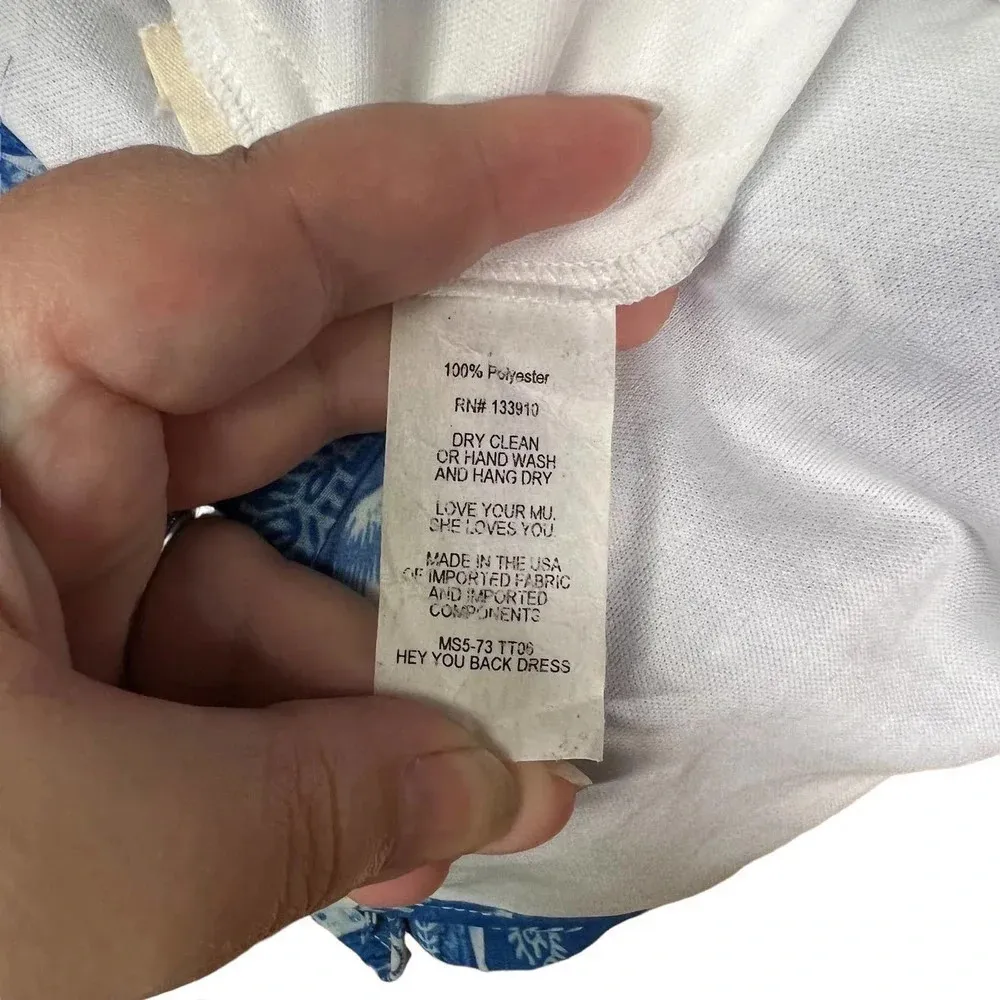 100% Polyester
RN# 133910
DRY CLEAN
OR HAND WASH
AND HANG DRY
LOVE YOUR MU.
SHE LOVES YOU.
MADE IN THE USA
OF IMPORTED FABRIC
AND IMPORTED
COMPONENTS
MS5-73 TT06
HEY YOU BACK DRESS